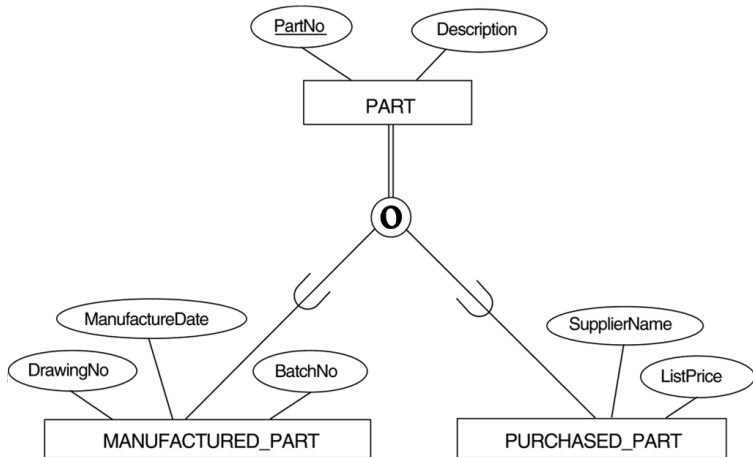 PartNo
Description
PART
O
ManufactureDate
SupplierName
DrawingNo
BatchNo
ListPrice
MANUFACTURED_PART
PURCHASED_PART